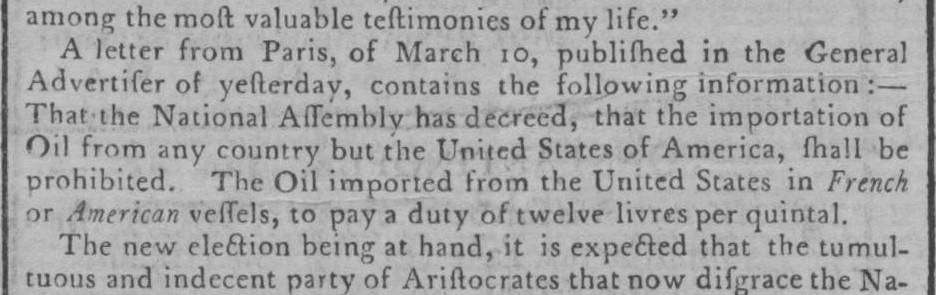 among the moſt valuable teſtimonies of my life.”
A letter from Paris, of March 10, publiſhed in the General
Advertiſer of yeſterday, contains the following information :—
That the National Aſſembly has decreed, that the importation of
Oil from any country but the United States of America, ſhall be
prohibited. The Oil imported from the United States in French
or American veſſels, to pay a duty of twelve livres per quintal.
The new election being at hand, it is expected that the tumul-
tuous and indecent party of Ariſtocrates that now diſgrace the Na-